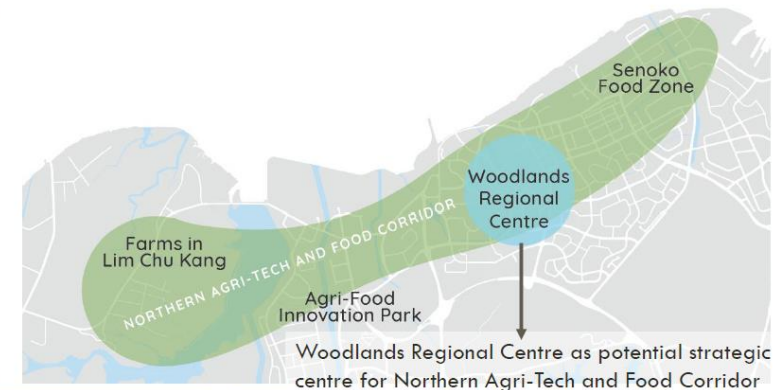 Senoko
Food Zone
Woodlands
Regional
Centre
Farms in
Lim Chu Kang
NORTHERN AGRI-TECH AND FOOD CORRIDOR
Agri-Food
Innovation Park
Woodlands Regional Centre as potential strategic
centre for Northern Agri-Tech and Food Corridor